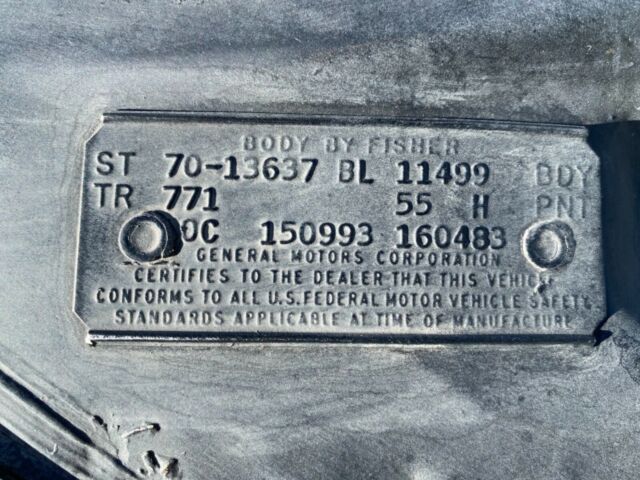 BODY BY FISHER
ST 70-13637 BL 11499 BDY
TR 771 55 H PNT
0C 150993 160483
GENERAL MOTORS CORPORATION
CERTIFIES TO THE DEALER THAT THIS VEHICLE
CONFORMS TO ALL U.S. FEDERAL MOTOR VEHICLE SAFETY
STANDARDS APPLICABLE AT TIME OF MANUFACTURE